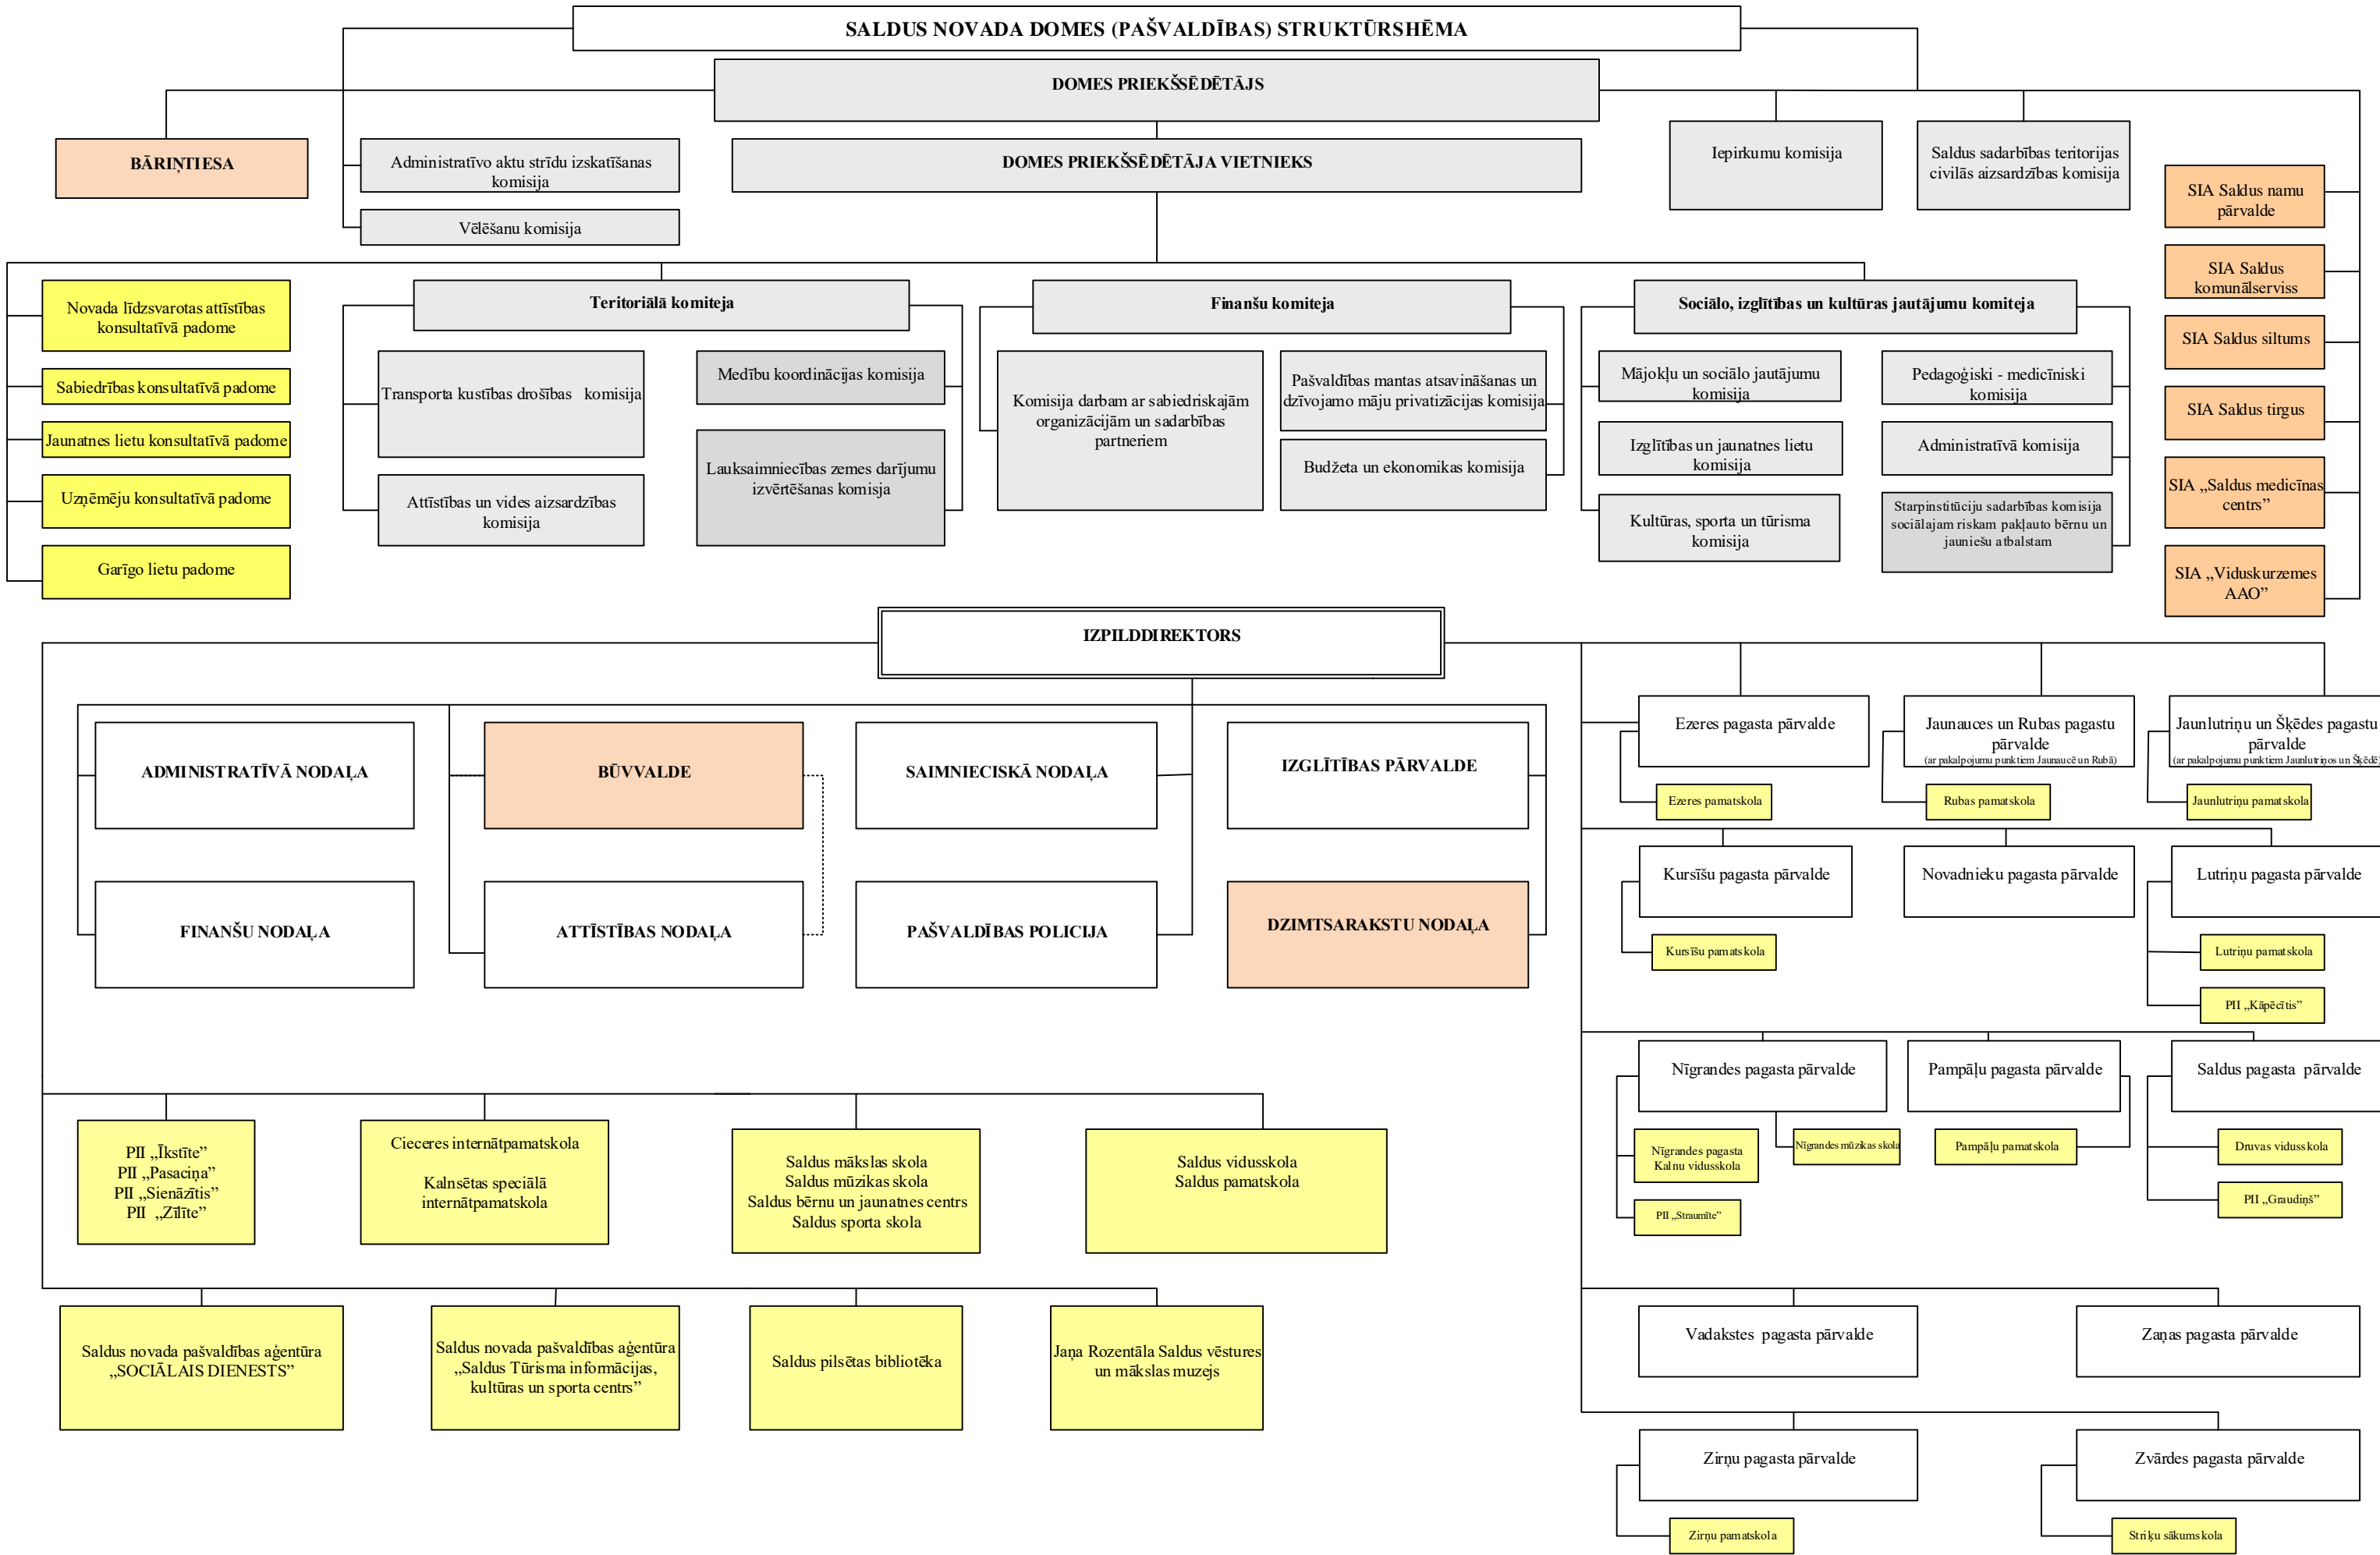 SALDUS NOVADA DOMES (PAŠVALDĪBAS) STRUKTŪRSHĒMA
DOMES PRIEKŠSĒDĒTĀJS
BĀRIŅTIESA
Administratīvo aktu strīdu izskatīšanas
komisija
Vēlēšanu komisija
DOMES PRIEKŠSĒDĒTĀJA VIETNIEKS
Iepirkumu komisija
Saldus sadarbības teritorijas
civilās aizsardzības komisija
SIA Saldus namu
pārvalde
SIA Saldus
komunālserviss
SIA Saldus siltums
SIA Saldus tirgus
SIA „Saldus medicīnas
centrs”
SIA „Viduskurzemes
AAO”
Novada līdzsvarotas attīstības
konsultatīvā padome
Sabiedrības konsultatīvā padome
Jaunatnes lietu konsultatīvā padome
Uzņēmēju konsultatīvā padome
Garīgo lietu padome
Teritoriālā komiteja
Transporta kustības drošības komisija
Attīstības un vides aizsardzības
komisija
Medību koordinācijas komisija
Lauksaimniecības zemes darījumu
izvērtēšanas komisja
Finanšu komiteja
Komisija darbam ar sabiedriskajām
organizācijām un sadarbības
partneriem
Pašvaldības mantas atsavināšanas un
dzīvojamo māju privatizācijas komisija
Budžeta un ekonomikas komisija
Sociālo, izglītības un kultūras jautājumu komiteja
Mājokļu un sociālo jautājumu
komisija
Izglītības un jaunatnes lietu
komisija
Kultūras, sporta un tūrisma
komisija
Pedagoģiski - medicīniski
komisija
Administratīvā komisija
Starpinstitūciju sadarbības komisija
sociālajam riskam pakļauto bērnu un
jauniešu atbalstam
IZPILDDIREKTORS
ADMINISTRATĪVĀ NODAĻA
BŪVVALDE
SAIMNIECISKĀ NODAĻA
IZGLĪTĪBAS PĀRVALDE
FINANŠU NODAĻA
ATTĪSTĪBAS NODAĻA
PAŠVALDĪBAS POLICIJA
DZIMTSARAKSTU NODAĻA
PII „Īkstīte”
PII „Pasaciņa”
PII „Sienāzītis”
PII „Zīlīte”
Cieceres internātpamatskola
Kalnsētas speciālā
internātpamatskola
Saldus mākslas skola
Saldus mūzikas skola
Saldus bērnu un jaunatnes centrs
Saldus sporta skola
Saldus vidusskola
Saldus pamatskola
Saldus novada pašvaldības aģentūra
„SOCIĀLAIS DIENESTS”
Saldus novada pašvaldības aģentūra
„Saldus Tūrisma informācijas,
kultūras un sporta centrs”
Saldus pilsētas bibliotēka
Jaņa Rozentāla Saldus vēstures
un mākslas muzejs
Ezeres pagasta pārvalde
Ezeres pamatskola
Jaunauces un Rubas pagastu
pārvalde
(ar pakalpojumu punktiem Jaunaucē un Rubā)
Rubas pamatskola
Jaunlutriņu un Šķēdes pagastu
pārvalde
(ar pakalpojumu punktiem Jaunlutriņos un Šķēdē)
Jaunlutriņu pamatskola
Kursīšu pagasta pārvalde
Kursīšu pamatskola
Novadnieku pagasta pārvalde
Lutriņu pagasta pārvalde
Lutriņu pamatskola
PII „Kāpēcītis”
Nīgrandes pagasta pārvalde
Nīgrandes pagasta
Kalnu vidusskola
Nīgrandes mūzikas skola
PII „Straumīte”
Pampāļu pagasta pārvalde
Pampāļu pamatskola
Saldus pagasta pārvalde
Druvas vidusskola
PII „Graudiņš”
Vadakstes pagasta pārvalde
Zaņas pagasta pārvalde
Zirņu pagasta pārvalde
Zirņu pamatskola
Zvārdes pagasta pārvalde
Striķu sākumskola